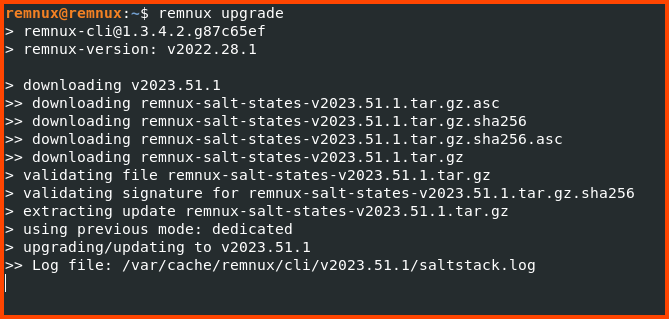 remnux@remnux:~$ remnux upgrade
> remnux-cli@1.3.4.2.g87c65ef
> remnux-version: v2022.28.1

> downloading v2023.51.1
>> downloading remnux-salt-states-v2023.51.1.tar.gz.asc
>> downloading remnux-salt-states-v2023.51.1.tar.gz.sha256
>> downloading remnux-salt-states-v2023.51.1.tar.gz.sha256.asc
>> downloading remnux-salt-states-v2023.51.1.tar.gz
> validating file remnux-salt-states-v2023.51.1.tar.gz
> validating signature for remnux-salt-states-v2023.51.1.tar.gz.sha256
> extracting update remnux-salt-states-v2023.51.1.tar.gz
> using previous mode: dedicated
> upgrading/updating to v2023.51.1
>> Log file: /var/cache/remnux/cli/v2023.51.1/saltstack.log